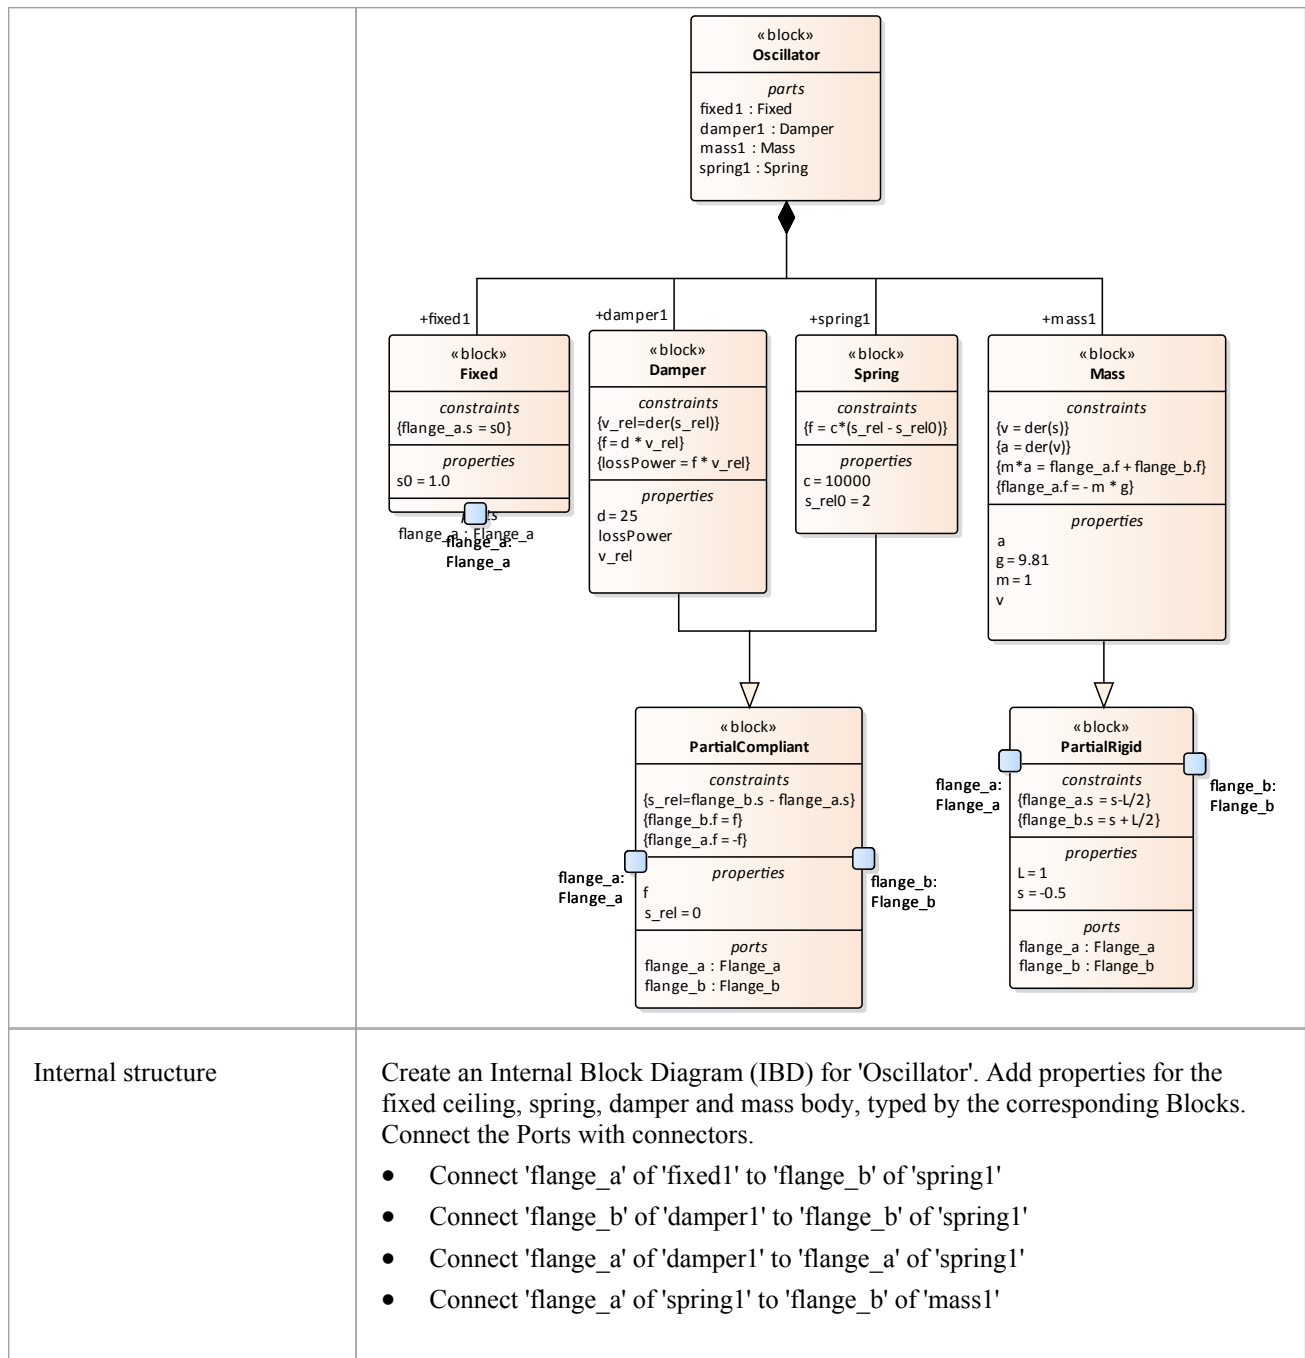 «block»
Oscillator
parts
fixed1 : Fixed
damper1 : Damper
mass1 : Mass
spring1 : Spring
+fixed1
+damper1
+spring1
+mass1
«block»
Fixed
constraints
{flange_a.s = s0}
properties
s0 = 1.0
flange_a : Flange_a
flange_a:
Flange_a
«block»
Damper
constraints
{v_rel=der(s_rel)}
{f = d * v_rel}
{lossPower = f * v_rel}
properties
d = 25
lossPower
v_rel
«block»
Spring
constraints
{f = c*(s_rel - s_rel0)}
properties
c = 10000
s_rel0 = 2
«block»
Mass
constraints
{v = der(s)}
{a = der(v)}
{m*a = flange_a.f + flange_b.f}
{flange_a.f = - m * g}
properties
a
g = 9.81
m = 1
v
«block»
PartialCompliant
constraints
{s_rel=flange_b.s - flange_a.s}
{flange_b.f = f}
{flange_a.f = -f}
properties
f
s_rel = 0
ports
flange_a : Flange_a
flange_b : Flange_b
flange_a:
Flange_a
flange_b:
Flange_b
«block»
PartialRigid
constraints
{flange_a.s = s-L/2}
{flange_b.s = s + L/2}
properties
L = 1
s = -0.5
ports
flange_a : Flange_a
flange_b : Flange_b
flange_a:
Flange_a
flange_b:
Flange_b
Internal structure
Create an Internal Block Diagram (IBD) for 'Oscillator'. Add properties for the
fixed ceiling, spring, damper and mass body, typed by the corresponding Blocks.
Connect the Ports with connectors.
• Connect 'flange_a' of 'fixed1' to 'flange_b' of 'spring1'
• Connect 'flange_b' of 'damper1' to 'flange_b' of 'spring1'
• Connect 'flange_a' of 'damper1' to 'flange_a' of 'spring1'
• Connect 'flange_a' of 'spring1' to 'flange_b' of 'mass1'